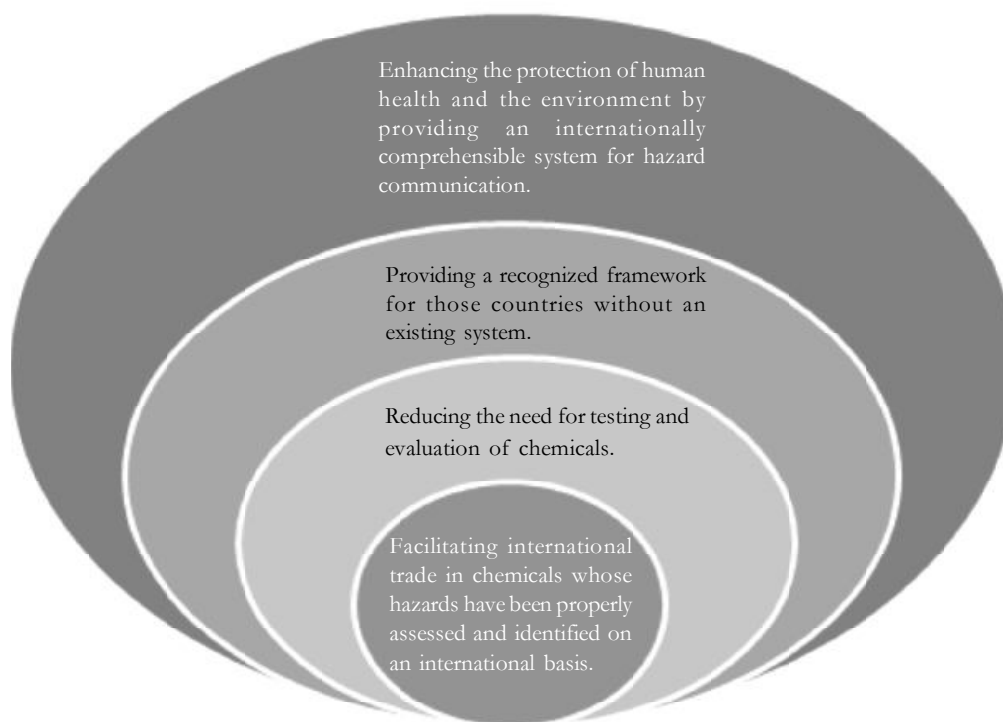 Enhancing the protection of human
health and the environment by
providing an internationally
comprehensible system for hazard
communication.
Providing a recognized framework
for those countries without an
existing system.
Reducing the need for testing and
evaluation of chemicals.
Facilitating international
trade in chemicals whose
hazards have been properly
assessed and identified on
an international basis.